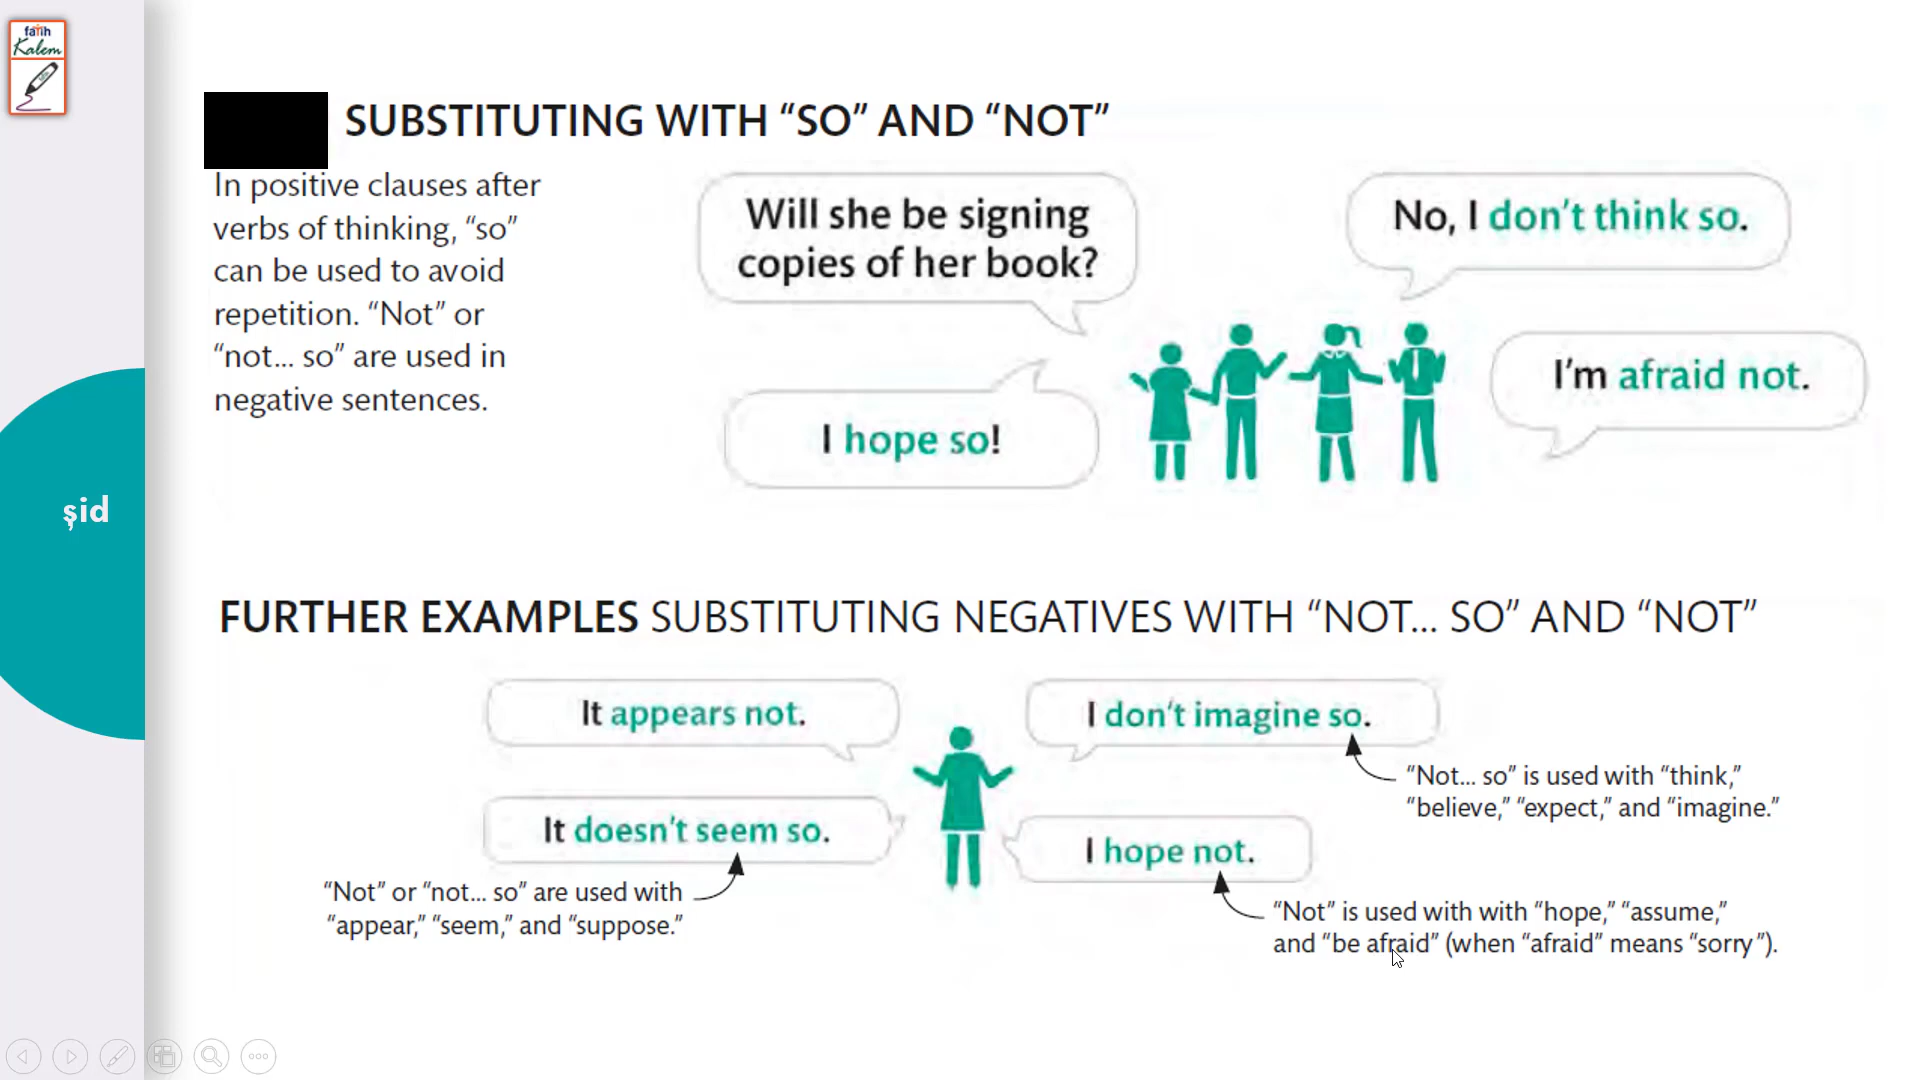 fatih
Kalem
SUBSTITUTING WITH “SO” AND “NOT”
In positive clauses after
verbs of thinking, “so”
can be used to avoid
repetition. “Not” or
“not... so” are used in
negative sentences.
Will she be signing
copies of her book?
No, I don’t think so.
I hope so!
I’m afraid not.
şid
FURTHER EXAMPLES SUBSTITUTING NEGATIVES WITH “NOT... SO” AND “NOT”
It appears not.
I don’t imagine so.
“Not... so” is used with “think,”
“believe,” “expect,” and “imagine.”
It doesn’t seem so.
I hope not.
“Not” or “not... so” are used with
“appear,” “seem,” and “suppose.”
“Not” is used with with “hope,” “assume,”
and “be afraid” (when “afraid” means “sorry”).